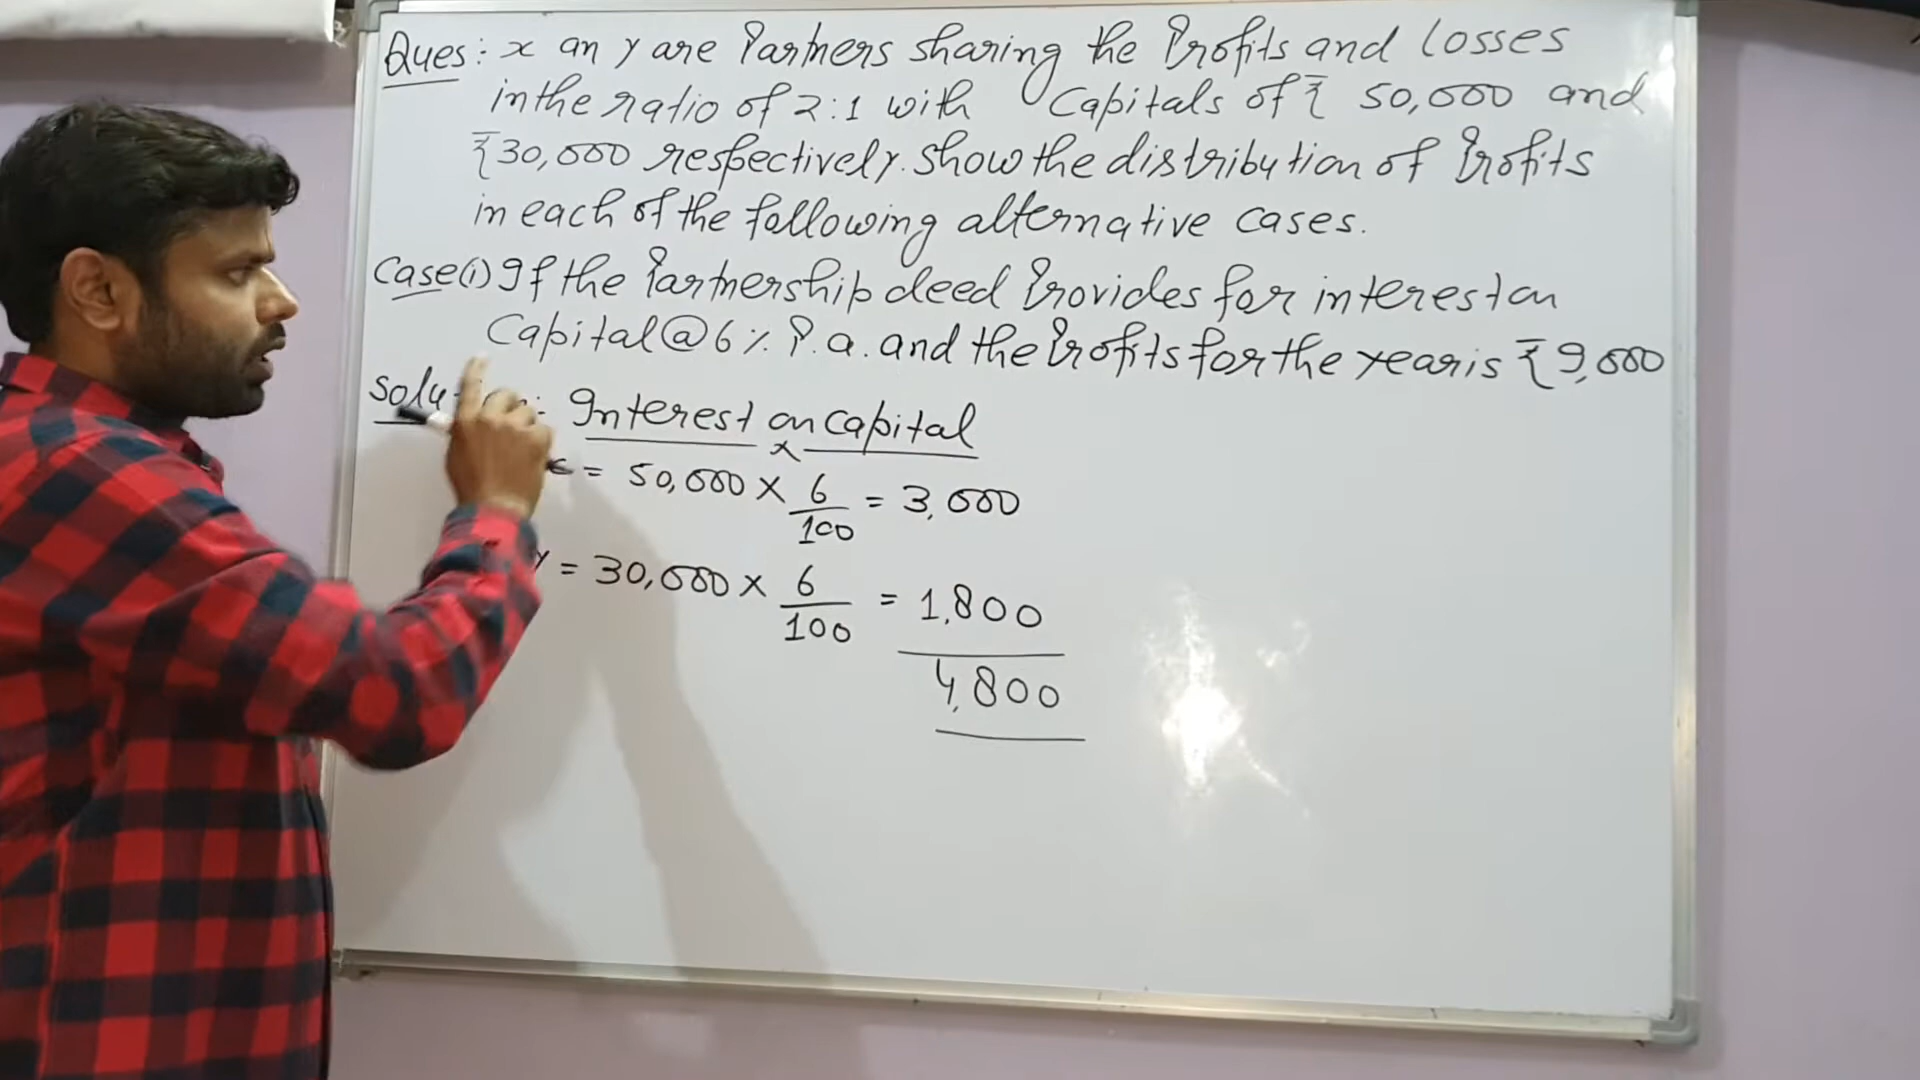 Ques: x an y are Partners sharing the Profits and losses
in the ratio of 2:1 with Capitals of ₹ 50,000 and
₹30,000 respectively. show the distribution of Profits
in each of the following alternative cases.
Case(i) If the Partnership deed Provides for interest on
Capital @ 6% P.a. and the Profits for the year is ₹9,000
Interest on capital
x = 50,000 × 6/100 = 3,000
y = 30,000 × 6/100 = 1,800
4,800